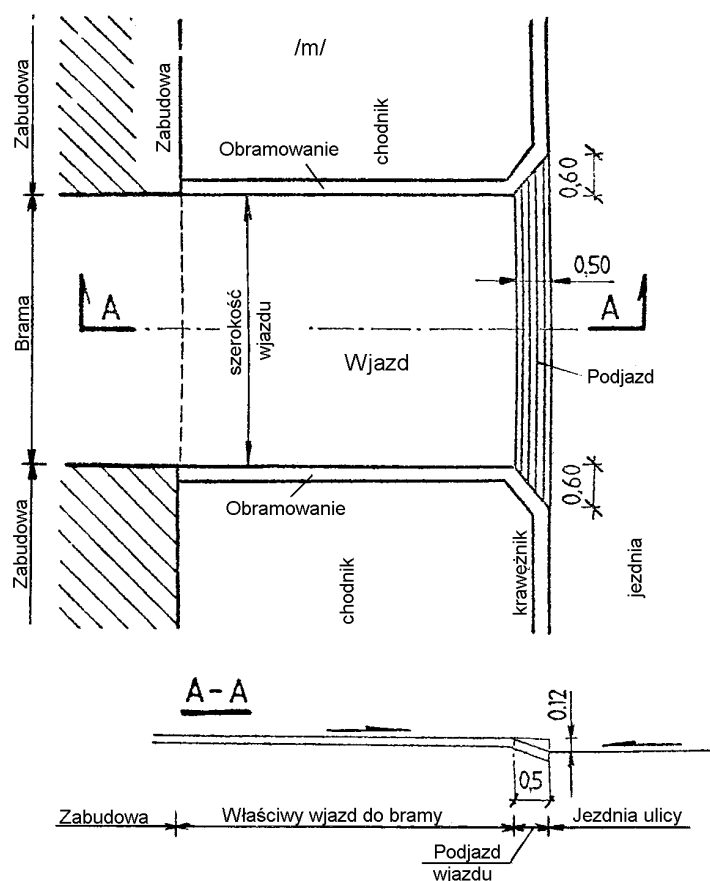 /m/
Zabudowa
Zabudowa
chodnik
Obramowanie
0,60
0,50
A
A
Brama
szerokość
wjazdu
Wjazd
Podjazd
0,60
Obramowanie
Zabudowa
chodnik
krawężnik
jezdnia
A-A
0.12
0,5
Zabudowa
Właściwy wjazd do bramy
Jezdnia ulicy
Podjazd
wjazdu